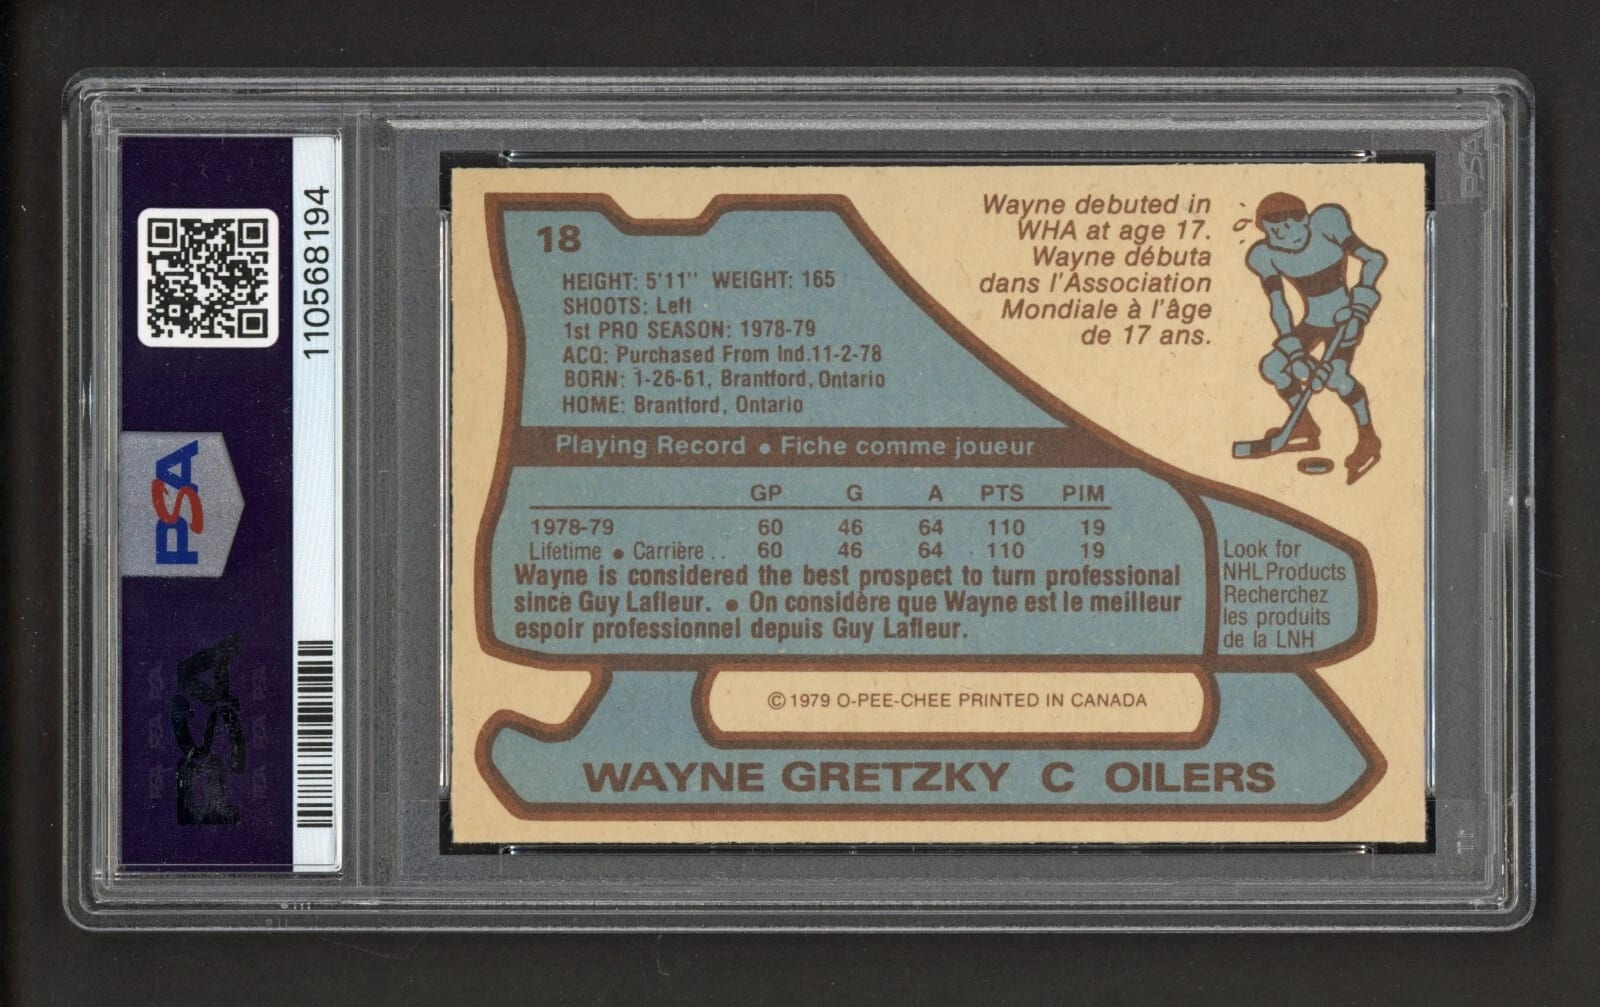 110568194
PSA
PSA
PSA
18
HEIGHT: 5'11" WEIGHT: 165
SHOOTS: Left
1st PRO SEASON: 1978-79
ACQ: Purchased From Ind.11-2-78
BORN: 1-26-61, Brantford, Ontario
HOME: Brantford, Ontario
Wayne debuted in
WHA at age 17.
Wayne débuta
dans l'Association
Mondiale à l'âge
de 17 ans.
Playing Record • Fiche comme joueur
GP G A PTS PIM
1978-79 60 46 64 110 19
Lifetime • Carrière .. 60 46 64 110 19
Wayne is considered the best prospect to turn professional
since Guy Lafleur. • On considère que Wayne est le meilleur
espoir professionnel depuis Guy Lafleur.
Look for
NHL Products
Recherchez
les produits
de la LNH
© 1979 O-PEE-CHEE PRINTED IN CANADA
WAYNE GRETZKY C OILERS